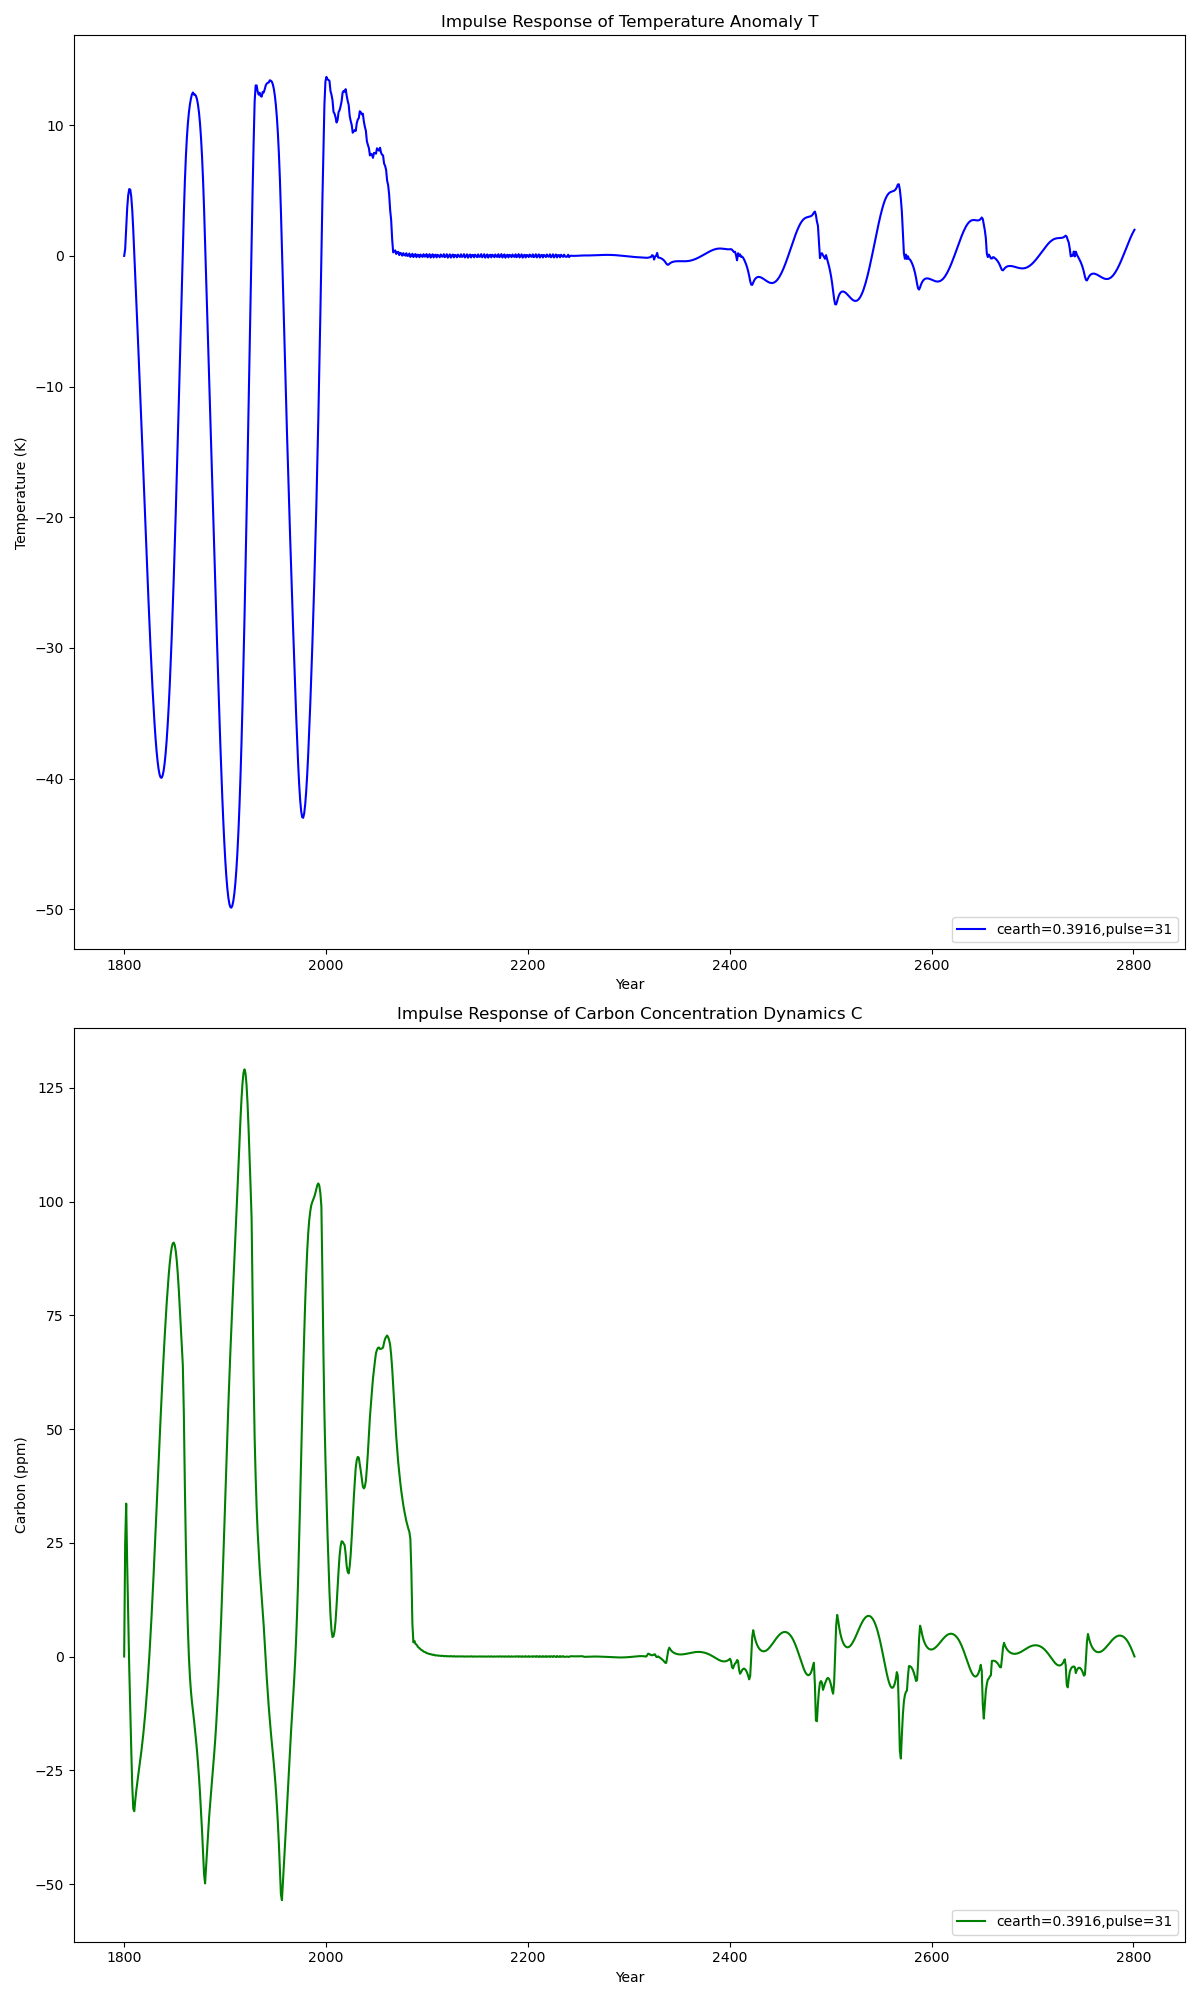 Impulse Response of Temperature Anomaly T
10
0
−10
−20
−30
−40
−50
Temperature (K)
cearth=0.3916,pulse=31
1800 2000 2200 2400 2600 2800
Year
Impulse Response of Carbon Concentration Dynamics C
125
100
75
50
25
0
−25
−50
Carbon (ppm)
cearth=0.3916,pulse=31
1800 2000 2200 2400 2600 2800
Year